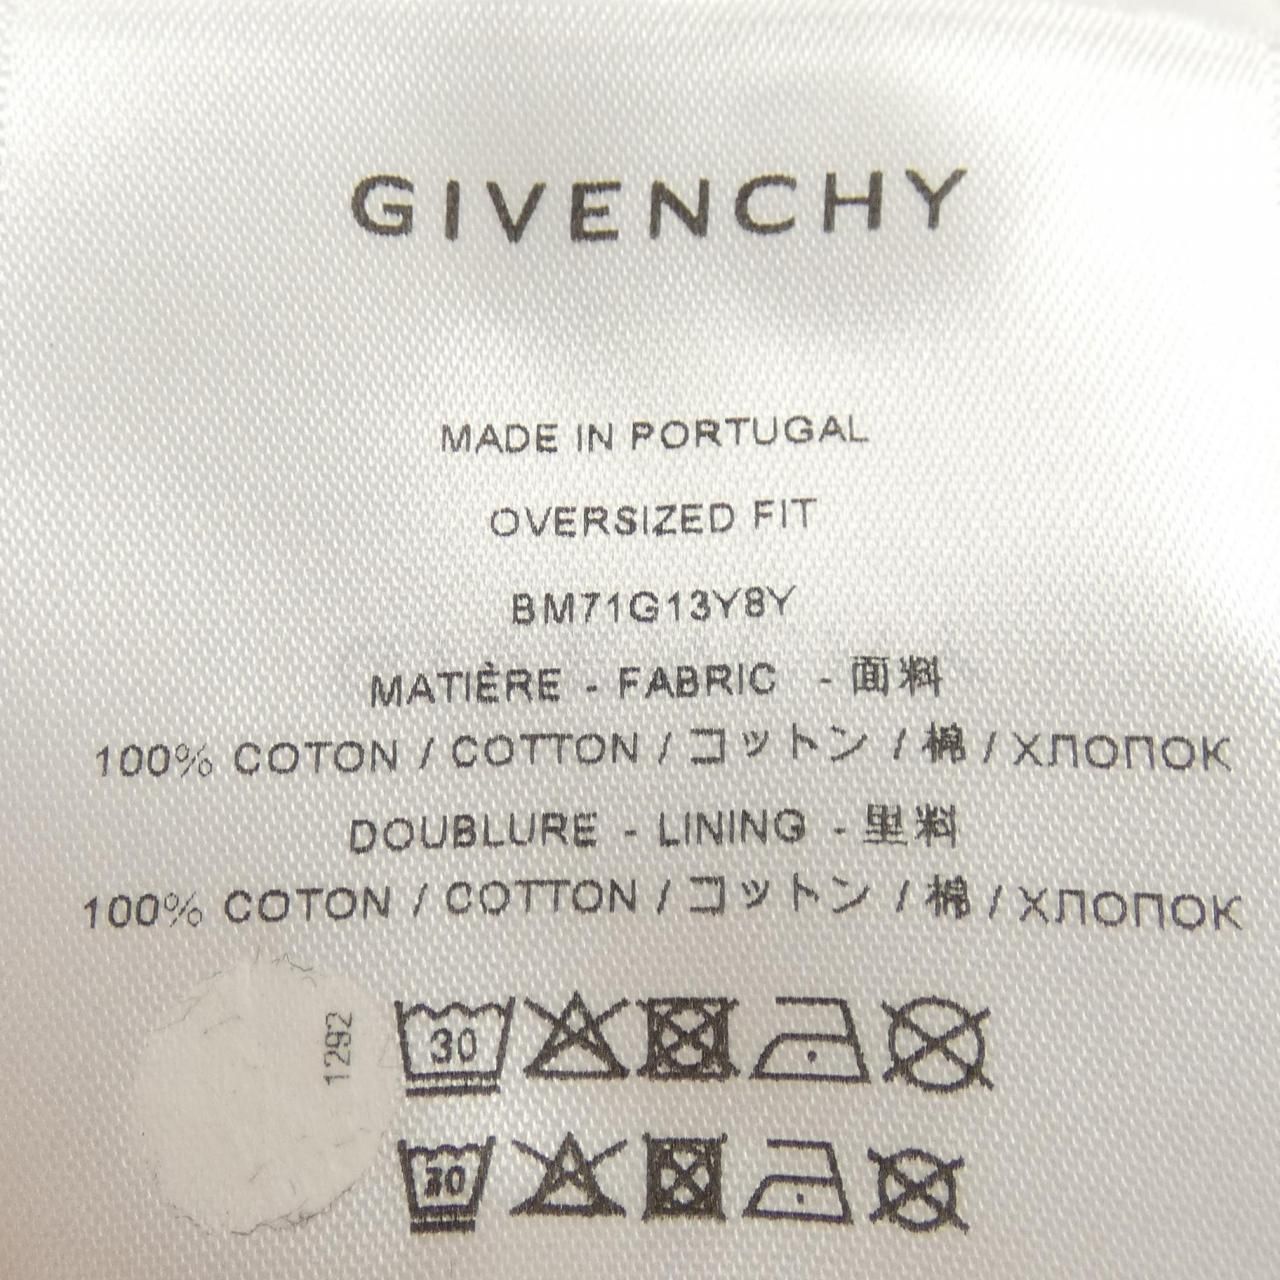 GIVENCHY
MADE IN PORTUGAL
OVERSIZED FIT
BM71G13Y8Y
MATIÈRE - FABRIC - 面料
100% COTON / COTTON / コットン / 棉 / ХЛОПОК
DOUBLURE - LINING - 里料
100% COTON / COTTON / コットン / 棉 / ХЛОПОК
1292
30
30